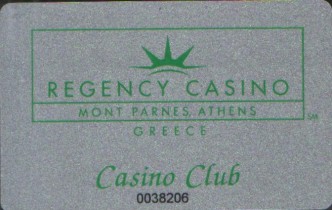 REGENCY CASINO
MONT PARNES, ATHENS
SM
GREECE
Casino Club
0038206